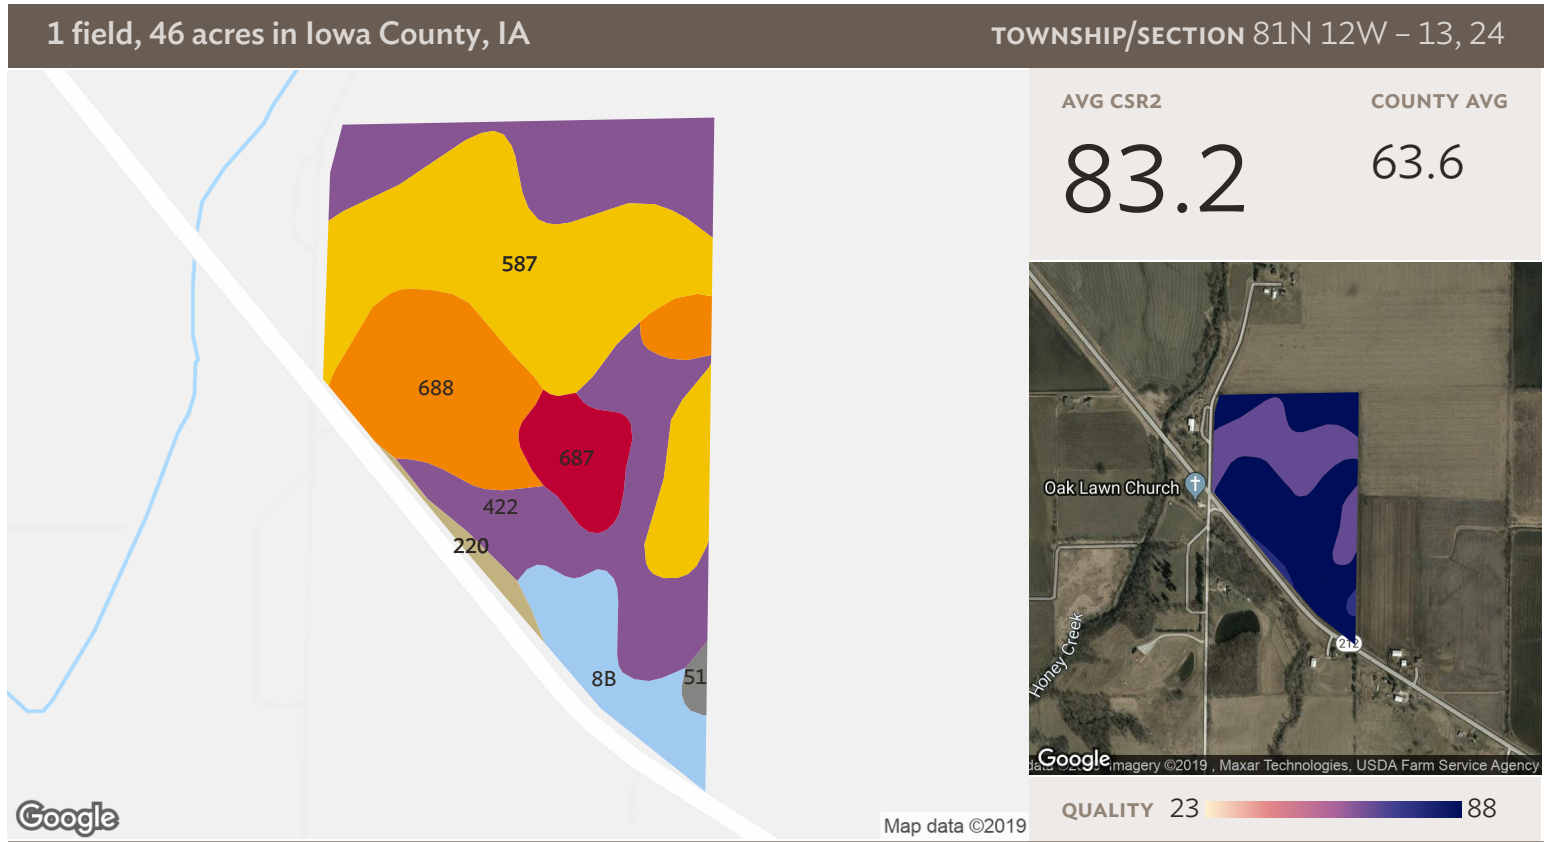 1 field, 46 acres in Iowa County, IA
TOWNSHIP/SECTION 81N 12W – 13, 24
AVG CSR2
COUNTY AVG
83.2
63.6
587
688
687
422
220
8B
51
Google
Map data ©2019
Oak Lawn Church
Honey Creek
212
Google
Imagery ©2019 , Maxar Technologies, USDA Farm Service Agency
QUALITY 23 88